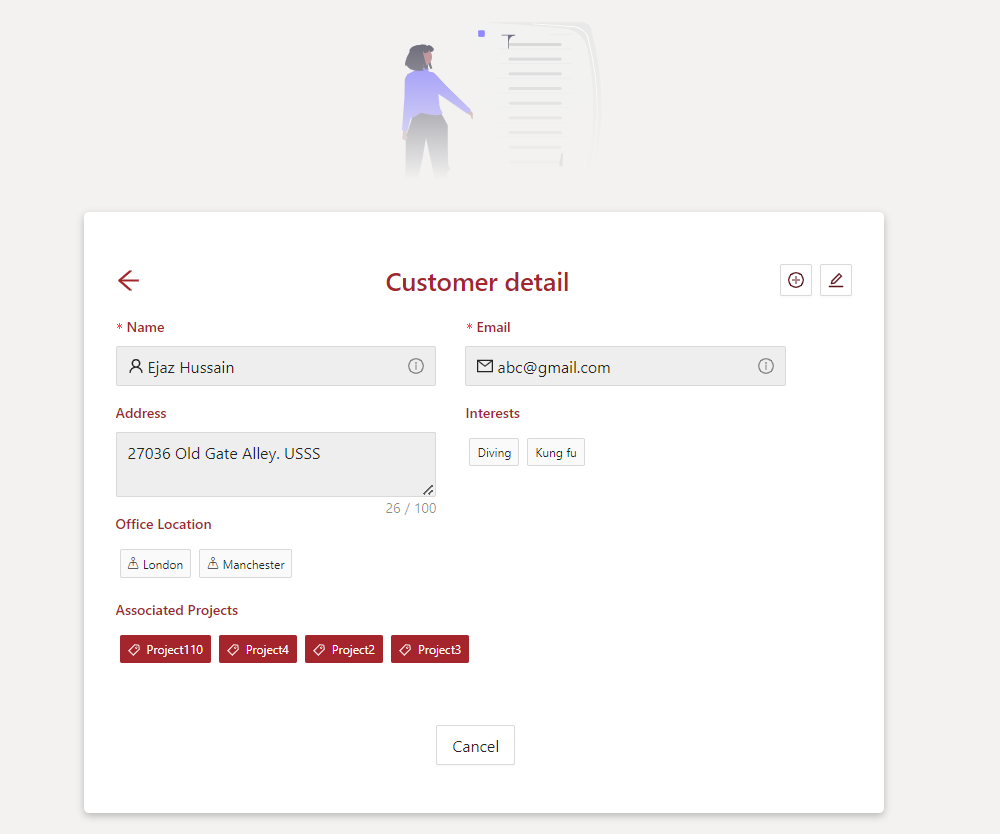 Customer detail
* Name
* Email
Ejaz Hussain
abc@gmail.com
Address
Interests
27036 Old Gate Alley. USSS
Diving
Kung fu
26 / 100
Office Location
London
Manchester
Associated Projects
Project110
Project4
Project2
Project3
Cancel